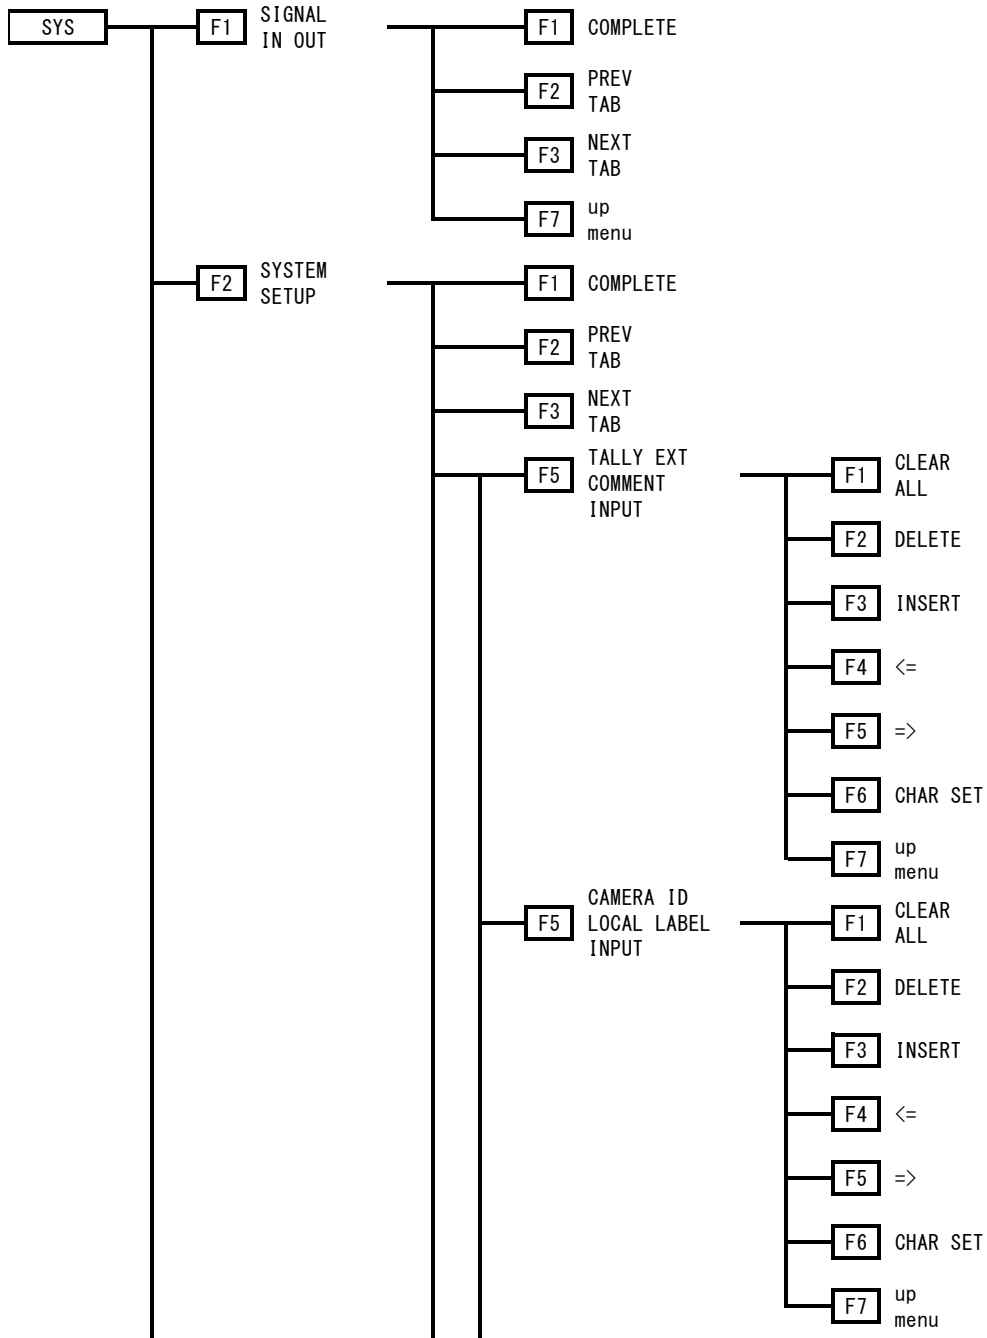 SYS
F1
SIGNAL
IN OUT
F1
COMPLETE
F2
PREV
TAB
F3
NEXT
TAB
F7
up
menu
F2
SYSTEM
SETUP
F1
COMPLETE
F2
PREV
TAB
F3
NEXT
TAB
F5
TALLY EXT
COMMENT
INPUT
F1
CLEAR
ALL
F2
DELETE
F3
INSERT
F4
<=
F5
=>
F6
CHAR SET
F7
up
menu
F5
CAMERA ID
LOCAL LABEL
INPUT
F1
CLEAR
ALL
F2
DELETE
F3
INSERT
F4
<=
F5
=>
F6
CHAR SET
F7
up
menu